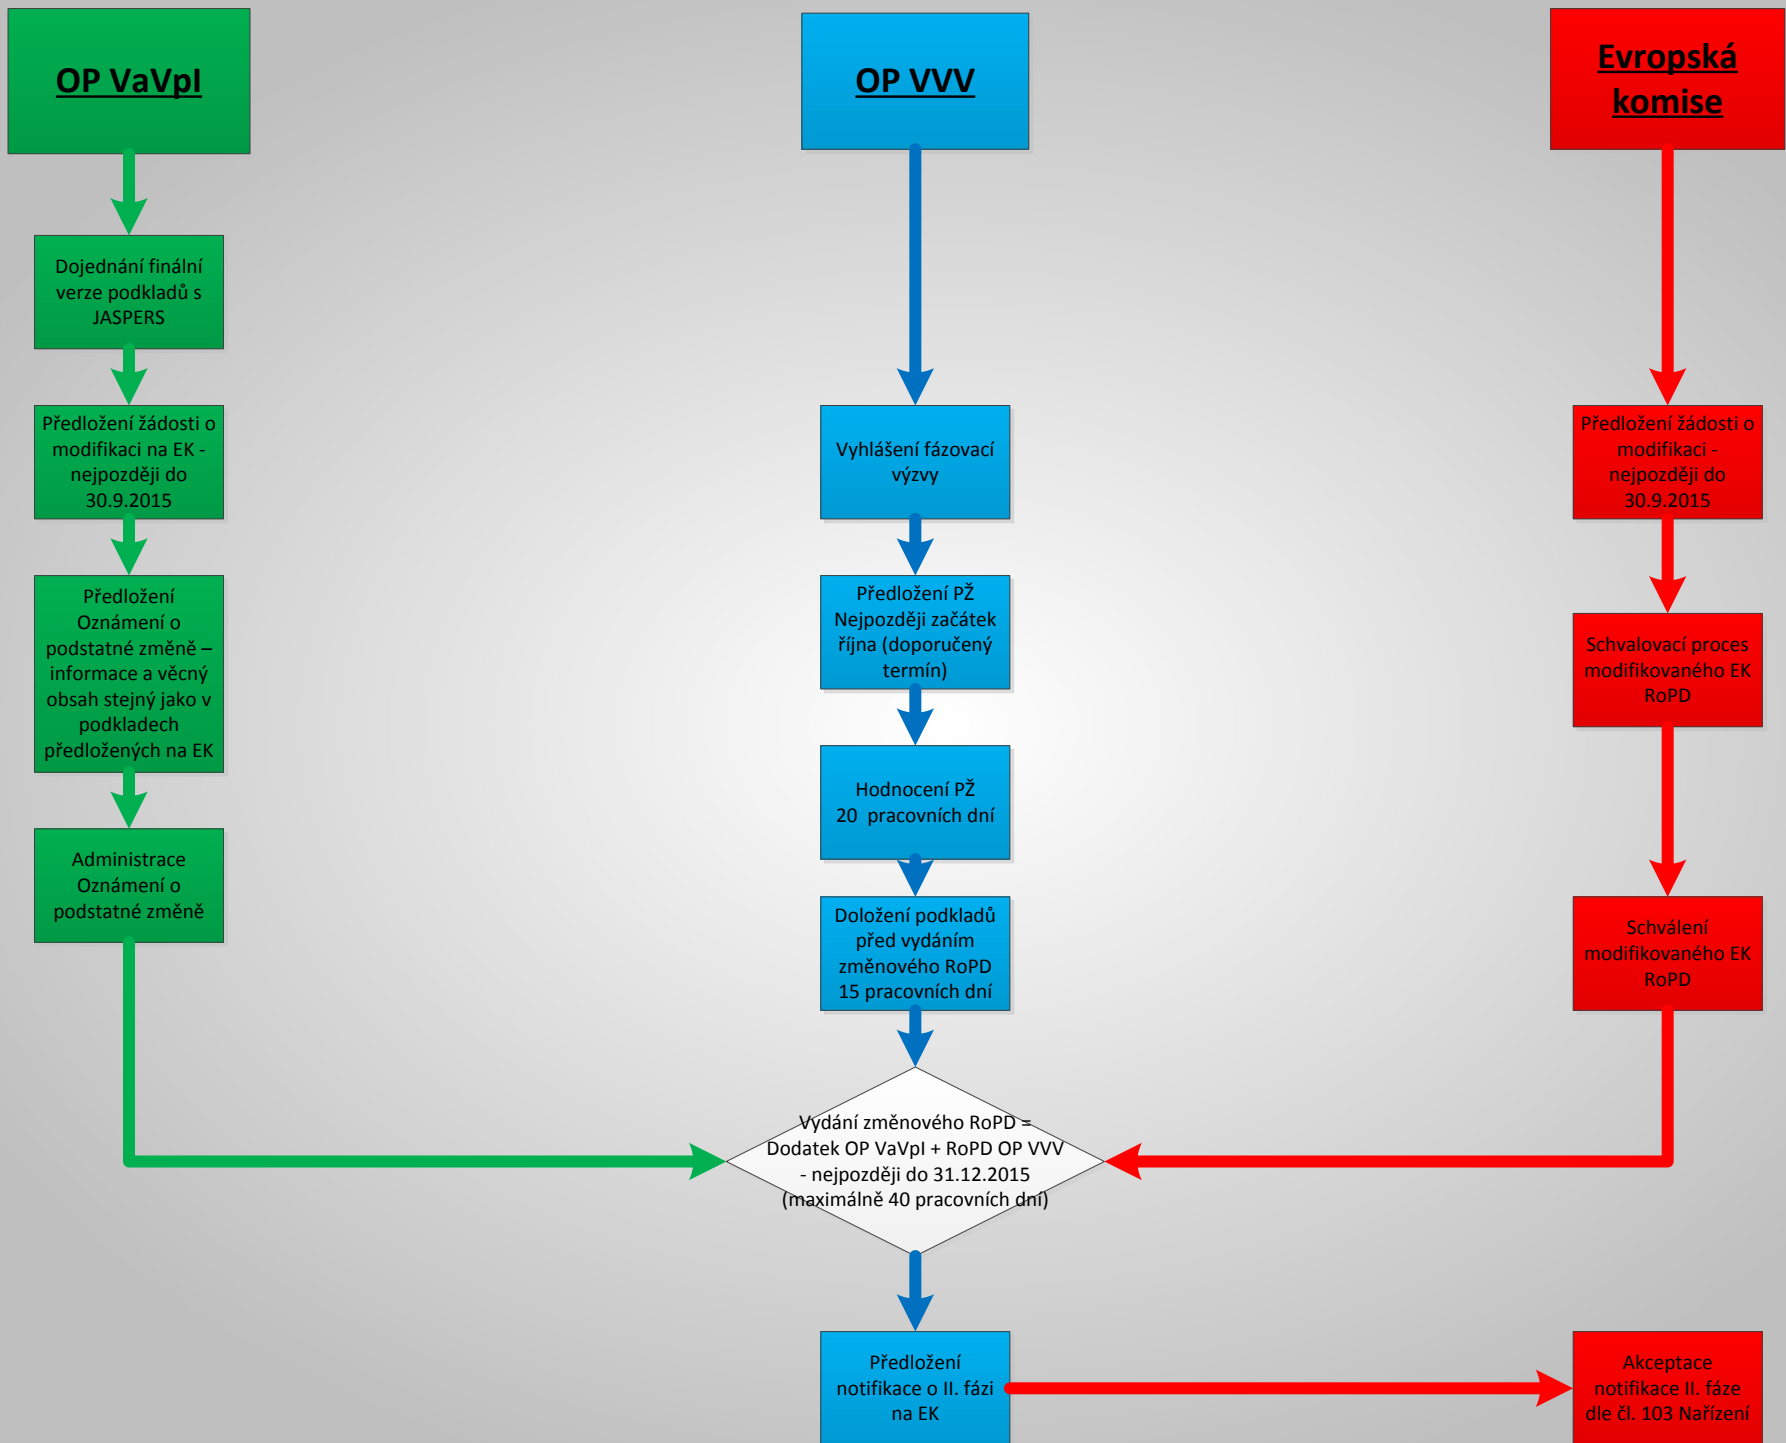 OP VaVpI
Dojednání finální
verze podkladů s
JASPERS
Předložení žádosti o
modifikaci na EK -
nejpozději do
30.9.2015
Předložení
Oznámení o
podstatné změně –
informace a věcný
obsah stejný jako v
podkladech
předložených na EK
Administrace
Oznámení o
podstatné změně
OP VVV
Vyhlášení fázovací
výzvy
Předložení PŽ
Nejpozději začátek
října (doporučený
termín)
Hodnocení PŽ
20 pracovních dní
Doložení podkladů
před vydáním
změnového RoPD
15 pracovních dní
Evropská
komise
Předložení žádosti o
modifikaci -
nejpozději do
30.9.2015
Schvalovací proces
modifikovaného EK
RoPD
Schválení
modifikovaného EK
RoPD
Vydání změnového RoPD =
Dodatek OP VaVpI + RoPD OP VVV
- nejpozději do 31.12.2015
(maximálně 40 pracovních dní)
Předložení
notifikace o II. fázi
na EK
Akceptace
notifikace II. fáze
dle čl. 103 Nařízení